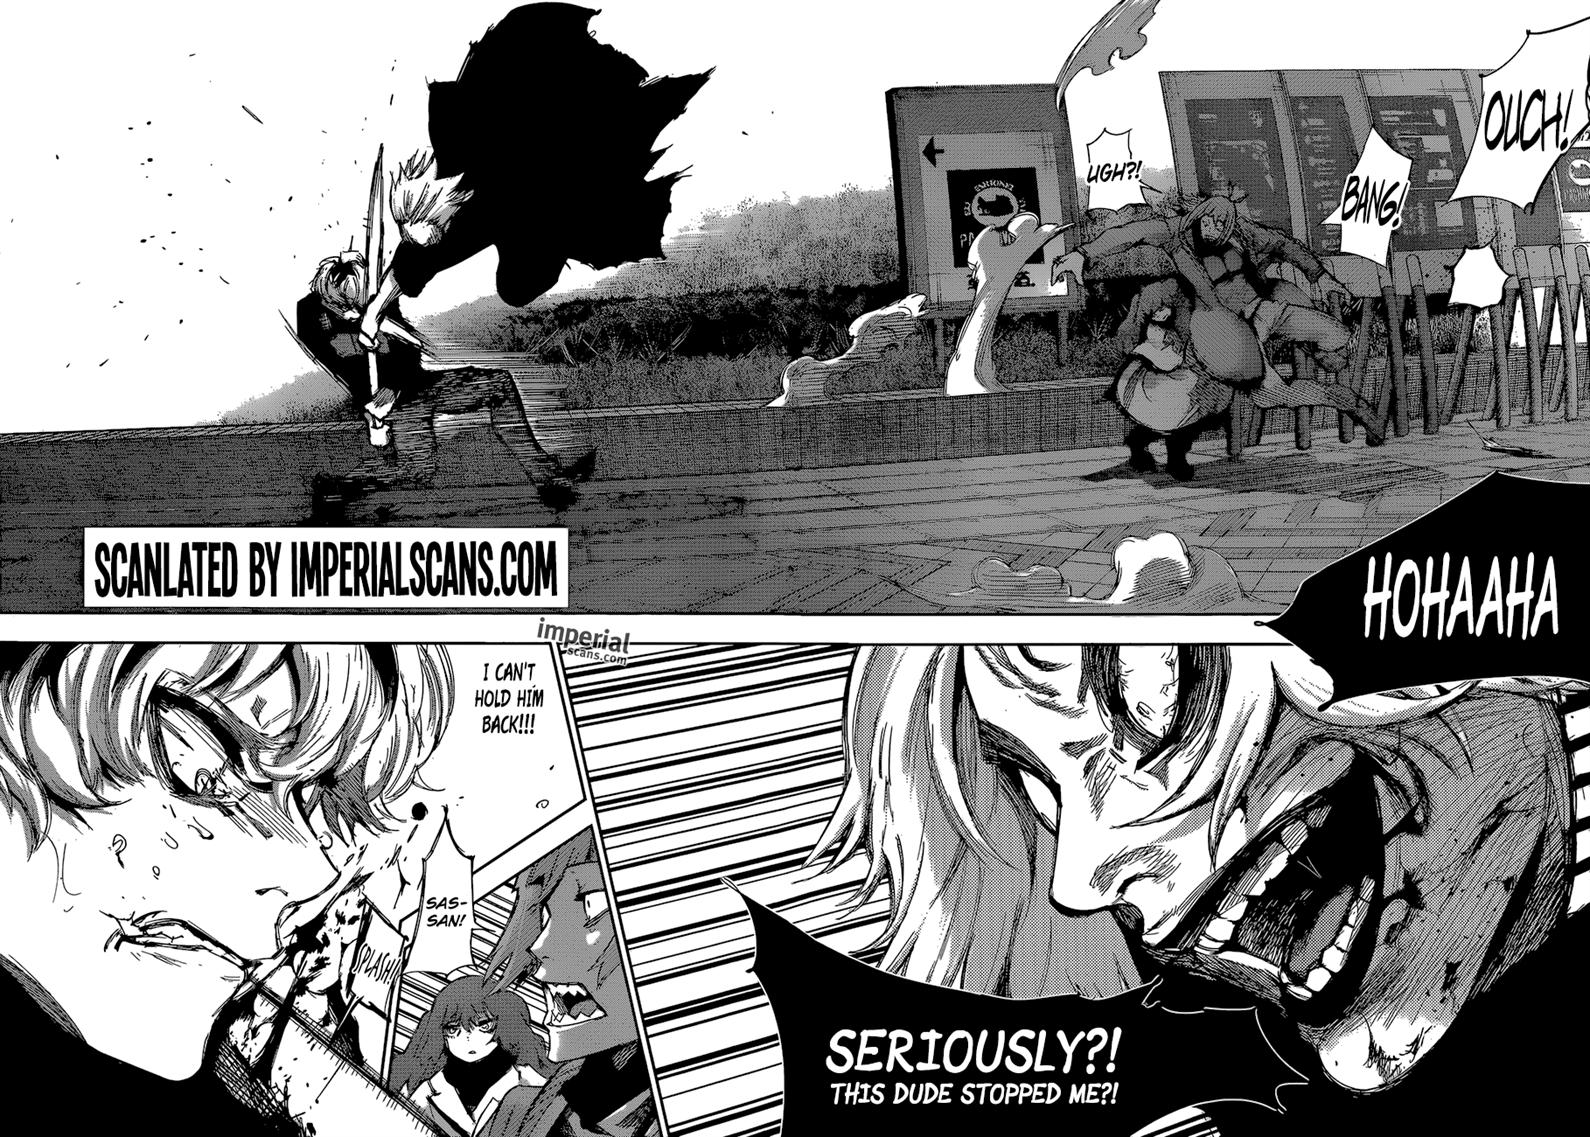 OUCH!
BANG!
UGH?!
HOHAAHA
SCANLATED BY IMPERIALSCANS.COM
imperial
scans.com
SERIOUSLY?!
THIS DUDE STOPPED ME?!
I CAN'T
HOLD HIM
BACK!!!
SAS-
SAN!
SPLASH!